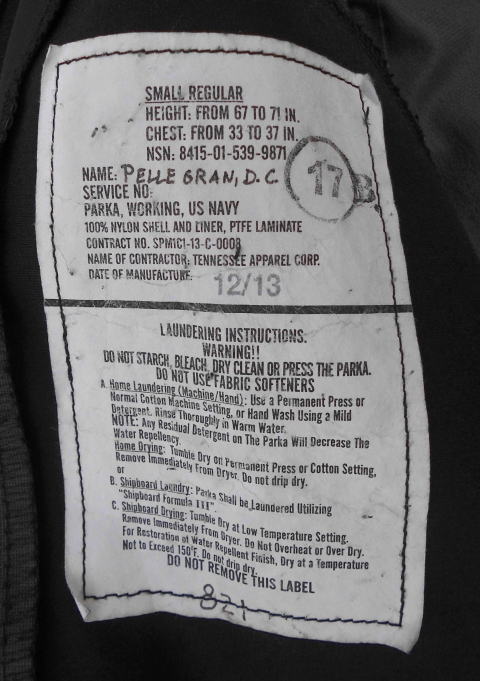 SMALL REGULAR
HEIGHT: FROM 67 TO 71 IN.
CHEST: FROM 33 TO 37 IN.
NSN: 8415-01-539-9871
NAME: PELLEGRAN, D.C
17 B
SERVICE NO:
PARKA, WORKING, US NAVY
100% NYLON SHELL AND LINER, PTFE LAMINATE
CONTRACT NO. SPM1C1-13-C-0008
NAME OF CONTRACTOR: TENNESSEE APPAREL CORP.
DATE OF MANUFACTURE: 12/13
LAUNDERING INSTRUCTIONS:
WARNING!!
DO NOT STARCH, BLEACH, DRY CLEAN OR PRESS THE PARKA.
DO NOT USE FABRIC SOFTENERS
A. Home Laundering (Machine/Hand): Use a Permanent Press or
Normal Cotton Machine Setting, or Hand Wash Using a Mild
Detergent. Rinse Thoroughly in Warm Water.
NOTE: Any Residual Detergent on The Parka Will Decrease The
Water Repellency.
Home Drying: Tumble Dry on Permanent Press or Cotton Setting,
Remove Immediately From Dryer. Do not drip dry.
or
B. Shipboard Laundry: Parka Shall be Laundered Utilizing
"Shipboard Formula III".
C. Shipboard Drying: Tumble Dry at Low Temperature Setting.
Remove Immediately From Dryer. Do Not Overheat or Over Dry.
For Restoration of Water Repellent Finish, Dry at a Temperature
Not to Exceed 150°F. Do not drip dry.
DO NOT REMOVE THIS LABEL
821